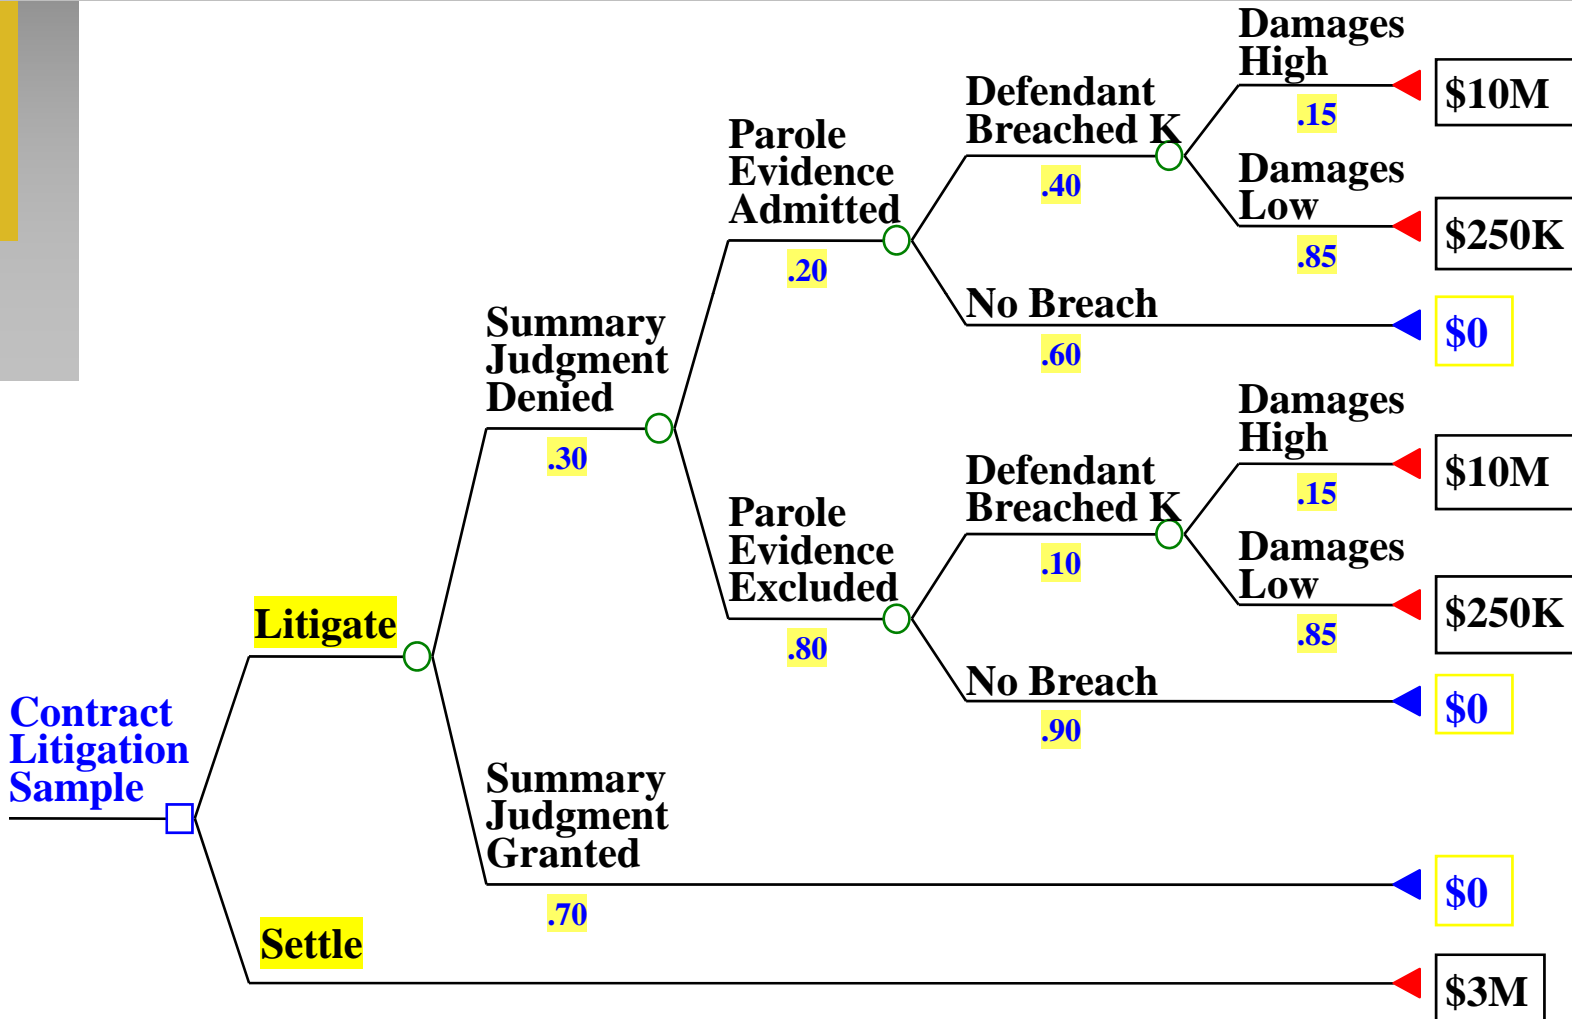 Damages
High
.15
$10M
Defendant
Breached K
.40
Damages
Low
.85
$250K
Parole
Evidence
Admitted
.20
No Breach
.60
$0
Summary
Judgment
Denied
.30
Damages
High
.15
$10M
Defendant
Breached K
.10
Damages
Low
.85
$250K
Parole
Evidence
Excluded
.80
No Breach
.90
$0
Litigate
Contract
Litigation
Sample
Summary
Judgment
Granted
.70
$0
Settle
$3M